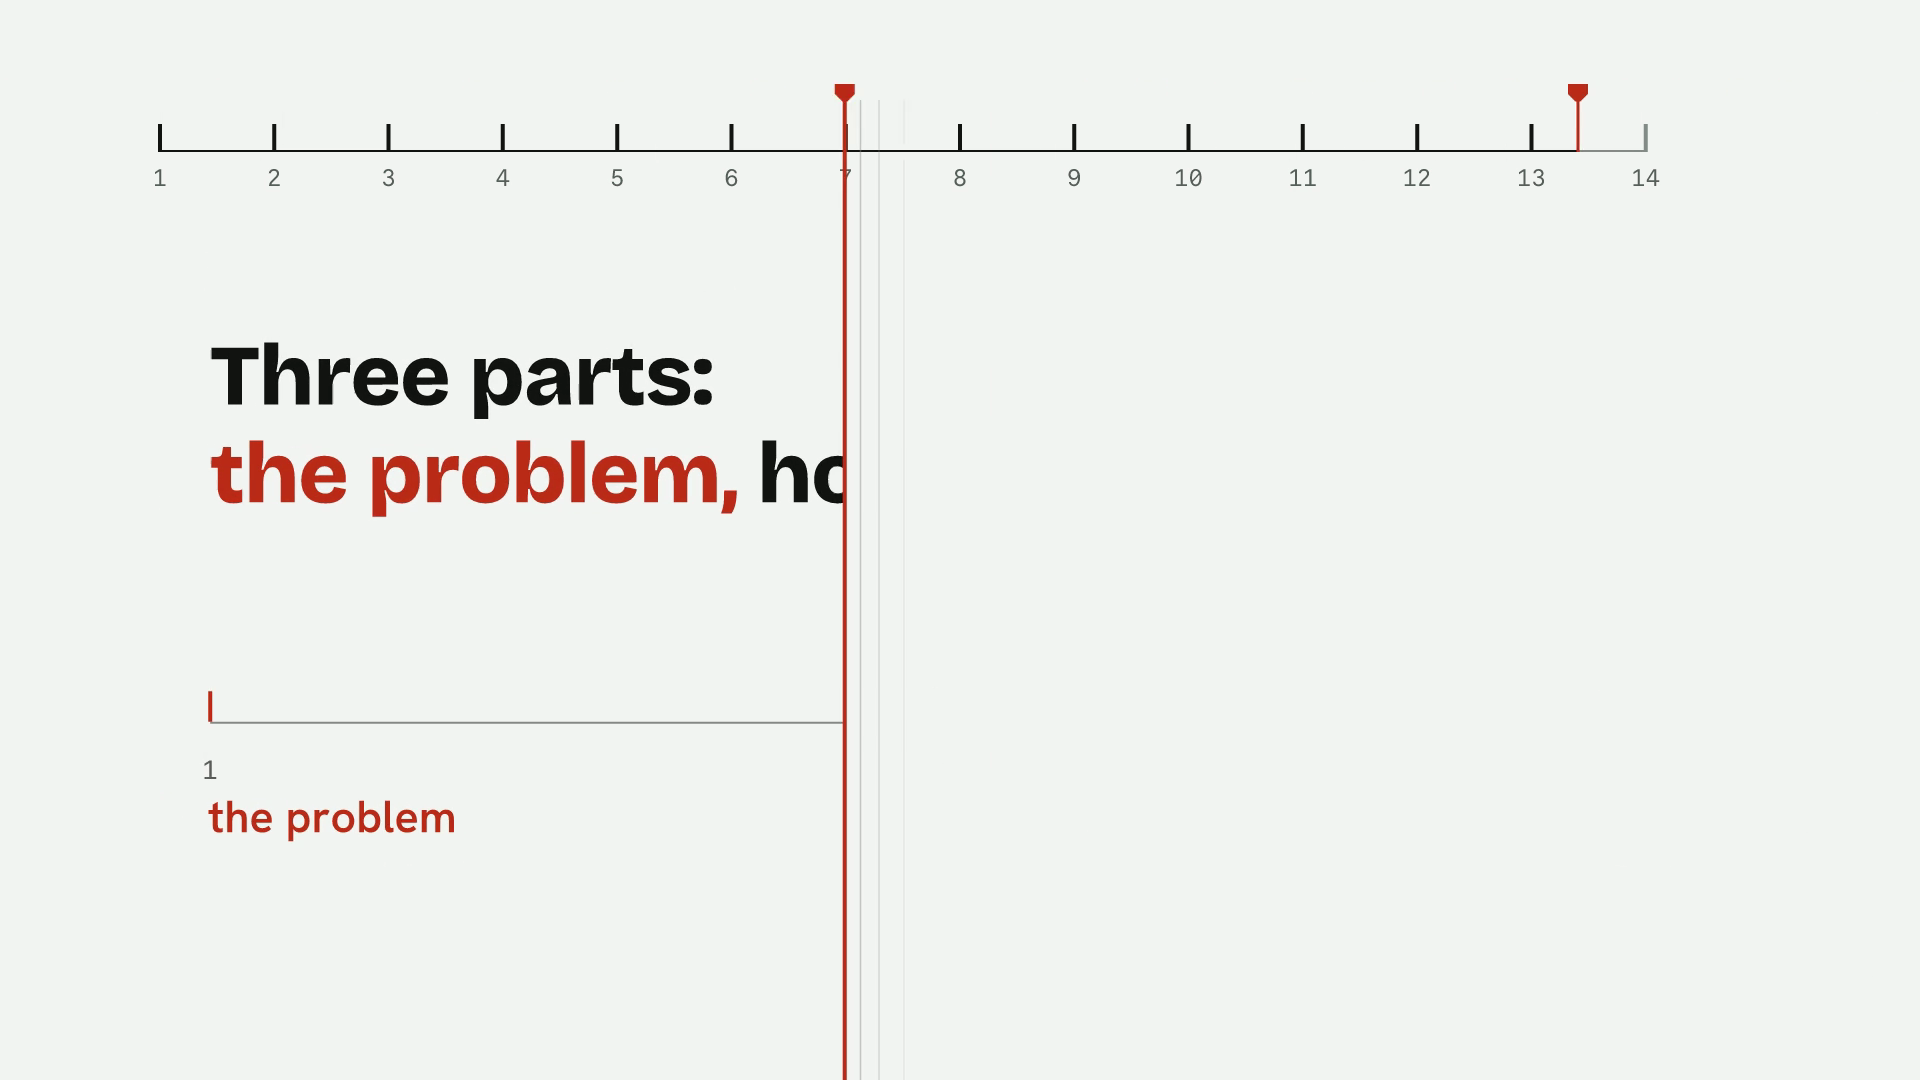 1 2 3 4 5 6 7 8 9 10 11 12 13 14
Three parts:
the problem,
1
the problem